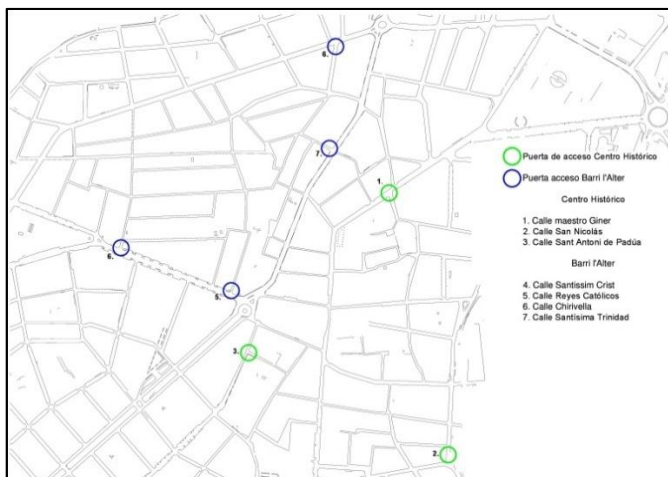 6.
7.
1.
6.
5.
3.
2.
Puerta de acceso Centro Histórico
Puerta acceso Barri l'Alter
Centro Histórico
1. Calle maestro Giner
2. Calle San Nicolás
3. Calle Sant Antoni de Padúa
Barri l'Alter
4. Calle Santissim Crist
5. Calle Reyes Católicos
6. Calle Chirivella
7. Calle Santísima Trinidad